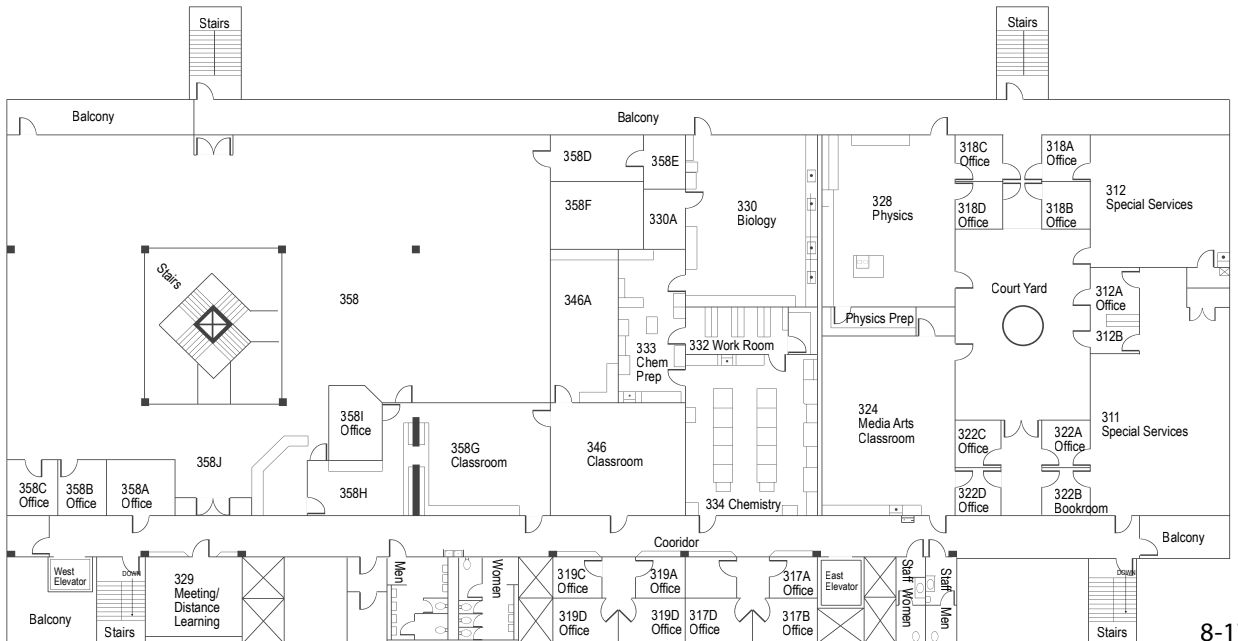 Stairs
Stairs
Balcony
Balcony
358D
358E
318C
Office
318A
Office
358F
330A
330
Biology
328
Physics
318D
Office
318B
Office
312
Special Services
Stairs
358
346A
Court Yard
312A
Office
312B
Physics Prep
333
Chem
Prep
332 Work Room
358I
Office
358G
Classroom
346
Classroom
324
Media Arts
Classroom
322C
Office
322A
Office
311
Special Services
358J
358C
Office
358B
Office
358A
Office
358H
334 Chemistry
322D
Office
322B
Bookroom
Cooridor
Balcony
West
Elevator
DOWN
329
Meeting/
Distance
Learning
Men
Women
319C
Office
319A
Office
317A
Office
East
Elevator
Staff Women
Staff Men
DOWN
Balcony
Stairs
319D
Office
319D
Office
317D
Office
317B
Office
Stairs